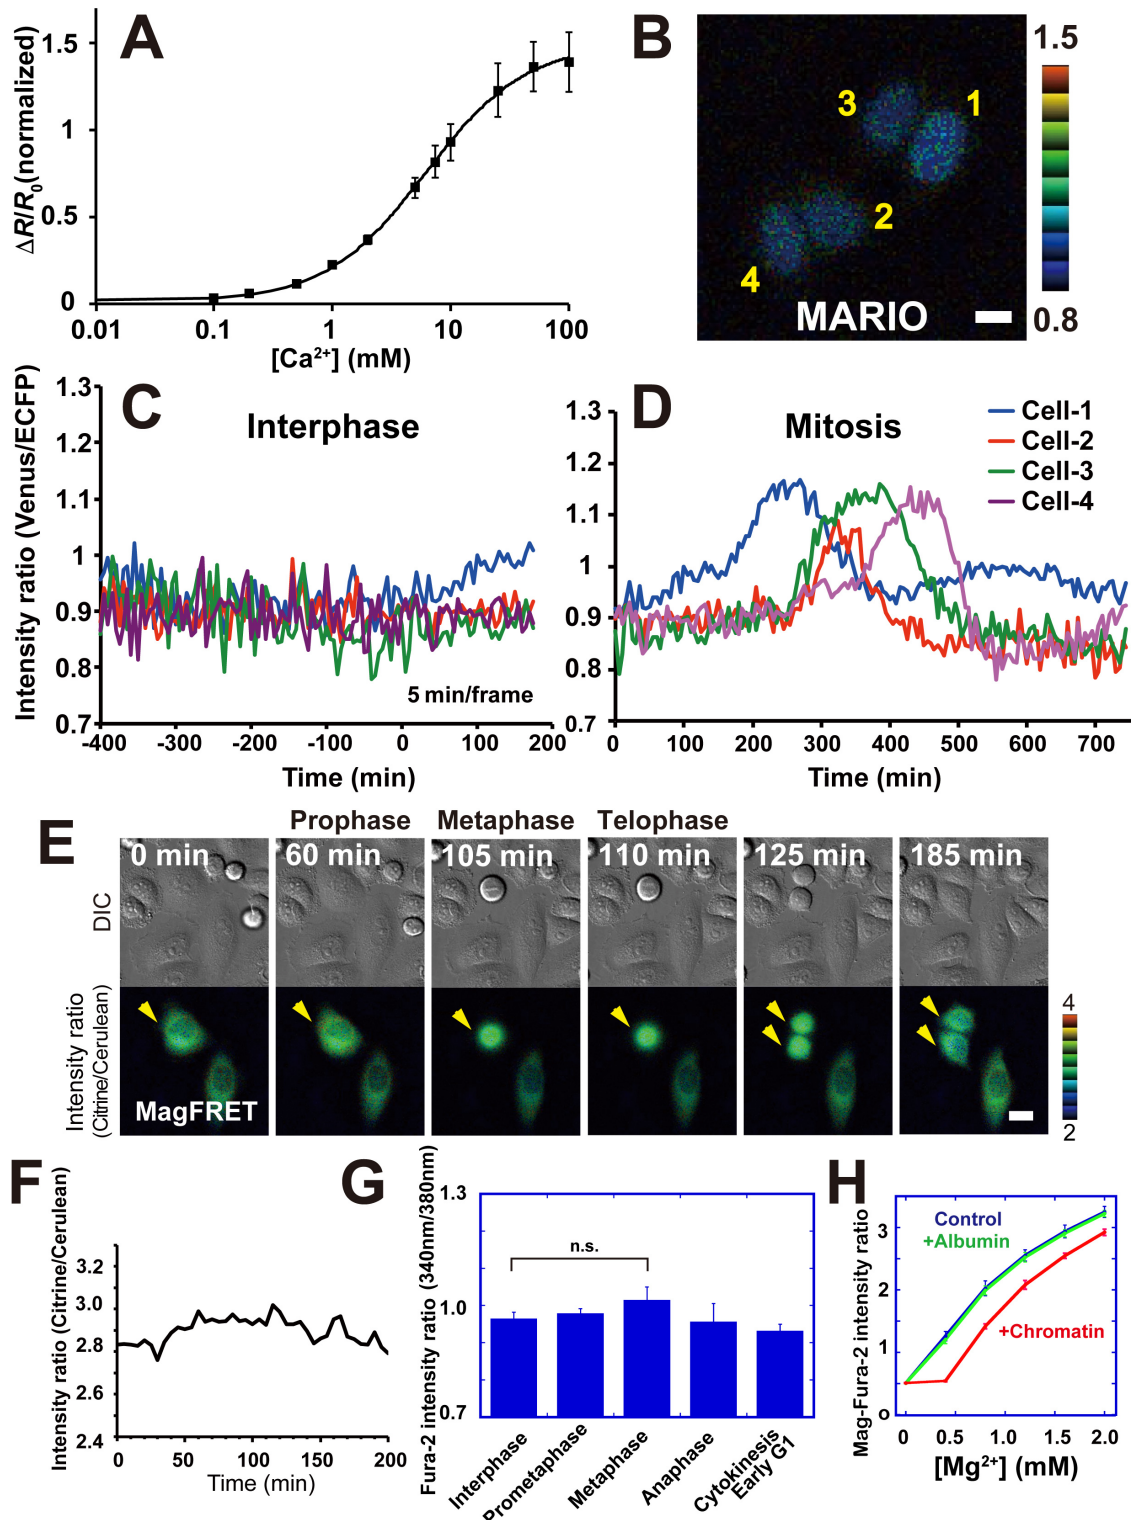 A
ΔR/R₀(normalized)
1.5
1
0.5
0
0.01
0.1
1
10
100
[Ca²⁺] (mM)
B
3
1
2
4
MARIO
1.5
0.8
C
Interphase
Intensity ratio (Venus/ECFP)
1.3
1.2
1.1
1
0.9
0.8
0.7
5 min/frame
-400
-300
-200
-100
0
100
200
Time (min)
D
Mitosis
Cell-1
Cell-2
Cell-3
Cell-4
1.3
1.2
1.1
1
0.9
0.8
0.7
0
100
200
300
400
500
600
700
Time (min)
E
Prophase
Metaphase
Telophase
0 min
60 min
105 min
110 min
125 min
185 min
DIC
Intensity ratio
(Citrine/Cerulean)
MagFRET
4
2
F
Intensity ratio (Citrine/Cerulean)
3.2
3.0
2.8
2.6
2.4
0
50
100
150
200
Time (min)
G
Fura-2 intensity ratio (340nm/380nm)
1.3
1.0
0.7
n.s.
Interphase
Prometaphase
Metaphase
Anaphase
Cytokinesis
Early G1
H
Mag-Fura-2 intensity ratio
3
2
1
0
Control
+Albumin
+Chromatin
0
0.5
1.0
1.6
2.0
[Mg²⁺] (mM)